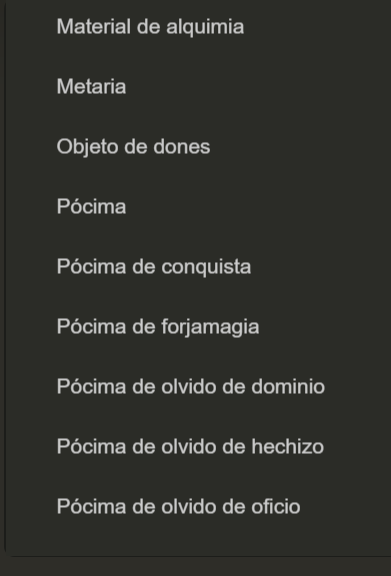 Material de alquimia
Metaria
Objeto de dones
Pócima
Pócima de conquista
Pócima de forjamagia
Pócima de olvido de dominio
Pócima de olvido de hechizo
Pócima de olvido de oficio